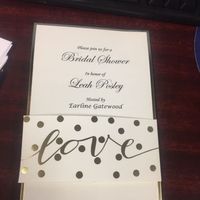 Please join us for a
Bridal Shower
In honor of
Leah Posley
Hosted by
Earline Gatewood
love